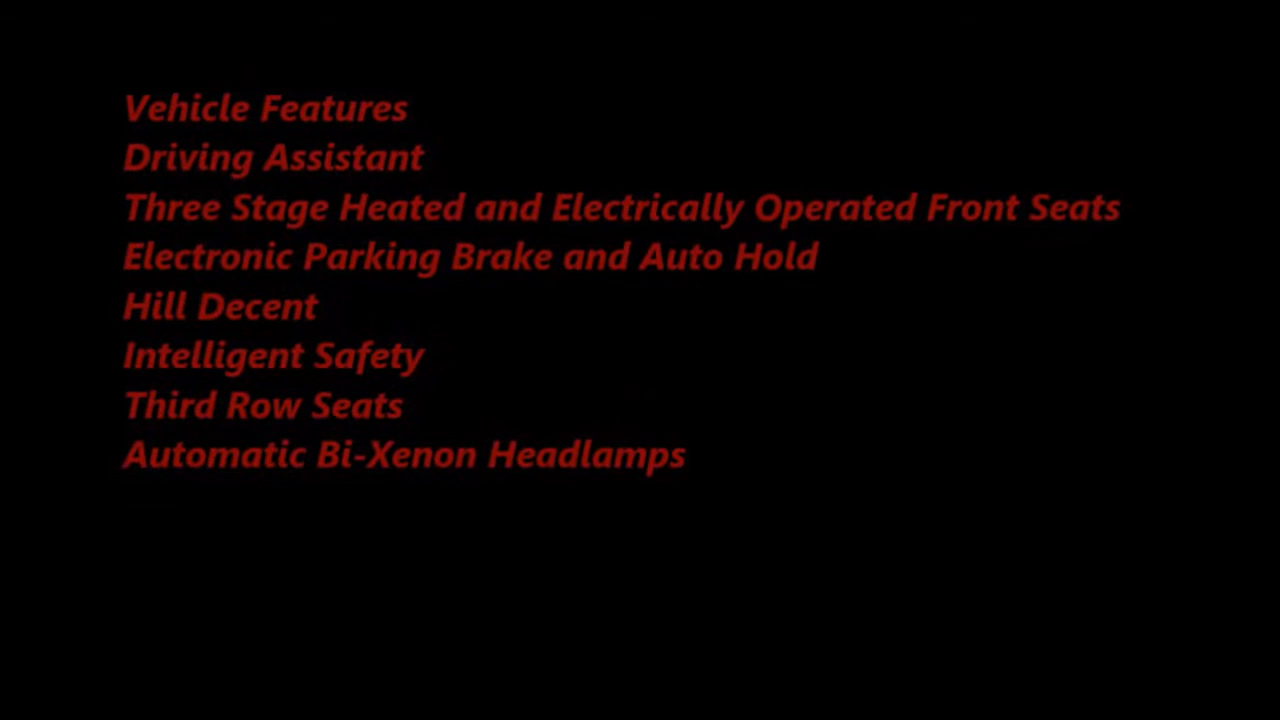 Vehicle Features
Driving Assistant
Three Stage Heated and Electrically Operated Front Seats
Electronic Parking Brake and Auto Hold
Hill Decent
Intelligent Safety
Third Row Seats
Automatic Bi-Xenon Headlamps